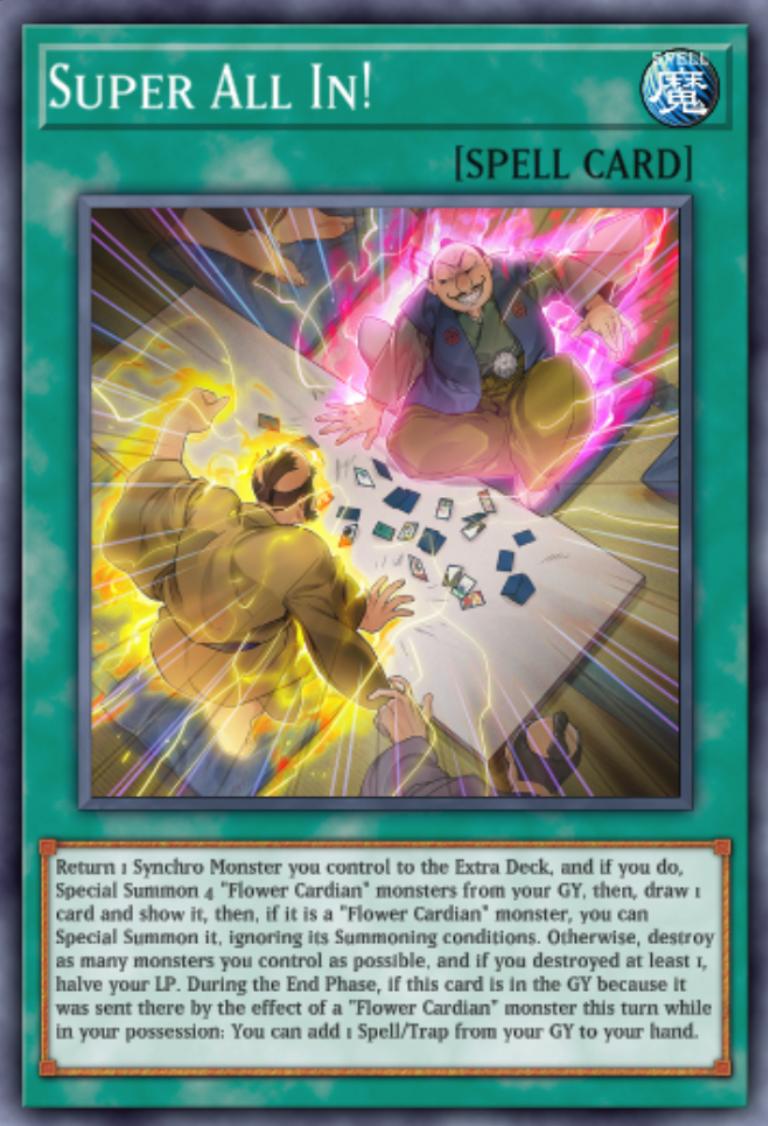 SUPER ALL IN!
SPELL
魔
[SPELL CARD]
Return 1 Synchro Monster you control to the Extra Deck, and if you do,
Special Summon 4 "Flower Cardian" monsters from your GY, then, draw 1
card and show it, then, if it is a "Flower Cardian" monster, you can
Special Summon it, ignoring its Summoning conditions. Otherwise, destroy
as many monsters you control as possible, and if you destroyed at least 1,
halve your LP. During the End Phase, if this card is in the GY because it
was sent there by the effect of a "Flower Cardian" monster this turn while
in your possession: You can add 1 Spell/Trap from your GY to your hand.